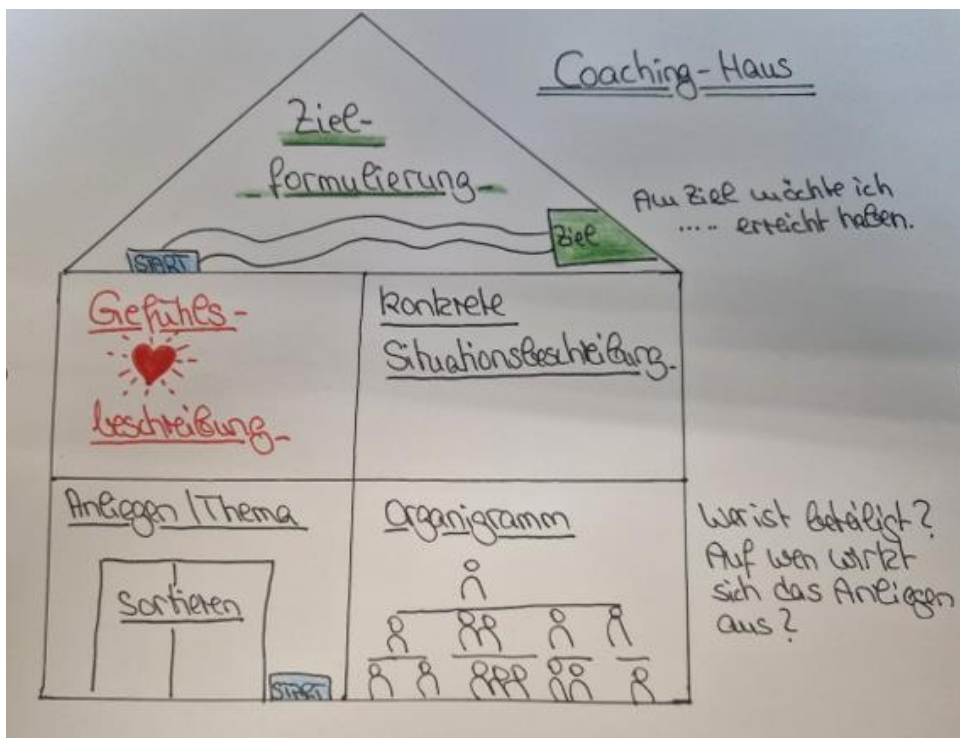 Coaching-Haus
Ziel-
formulierung
START
Ziel
Am Ziel möchte ich
..... erreicht haben.
Gefühls-
beschreibung
konkrete
Situationsbeschreibung
Anliegen / Thema
Sortieren
START
Organigramm
Wer ist beteiligt?
Auf wen wirkt
sich das Anliegen
aus?